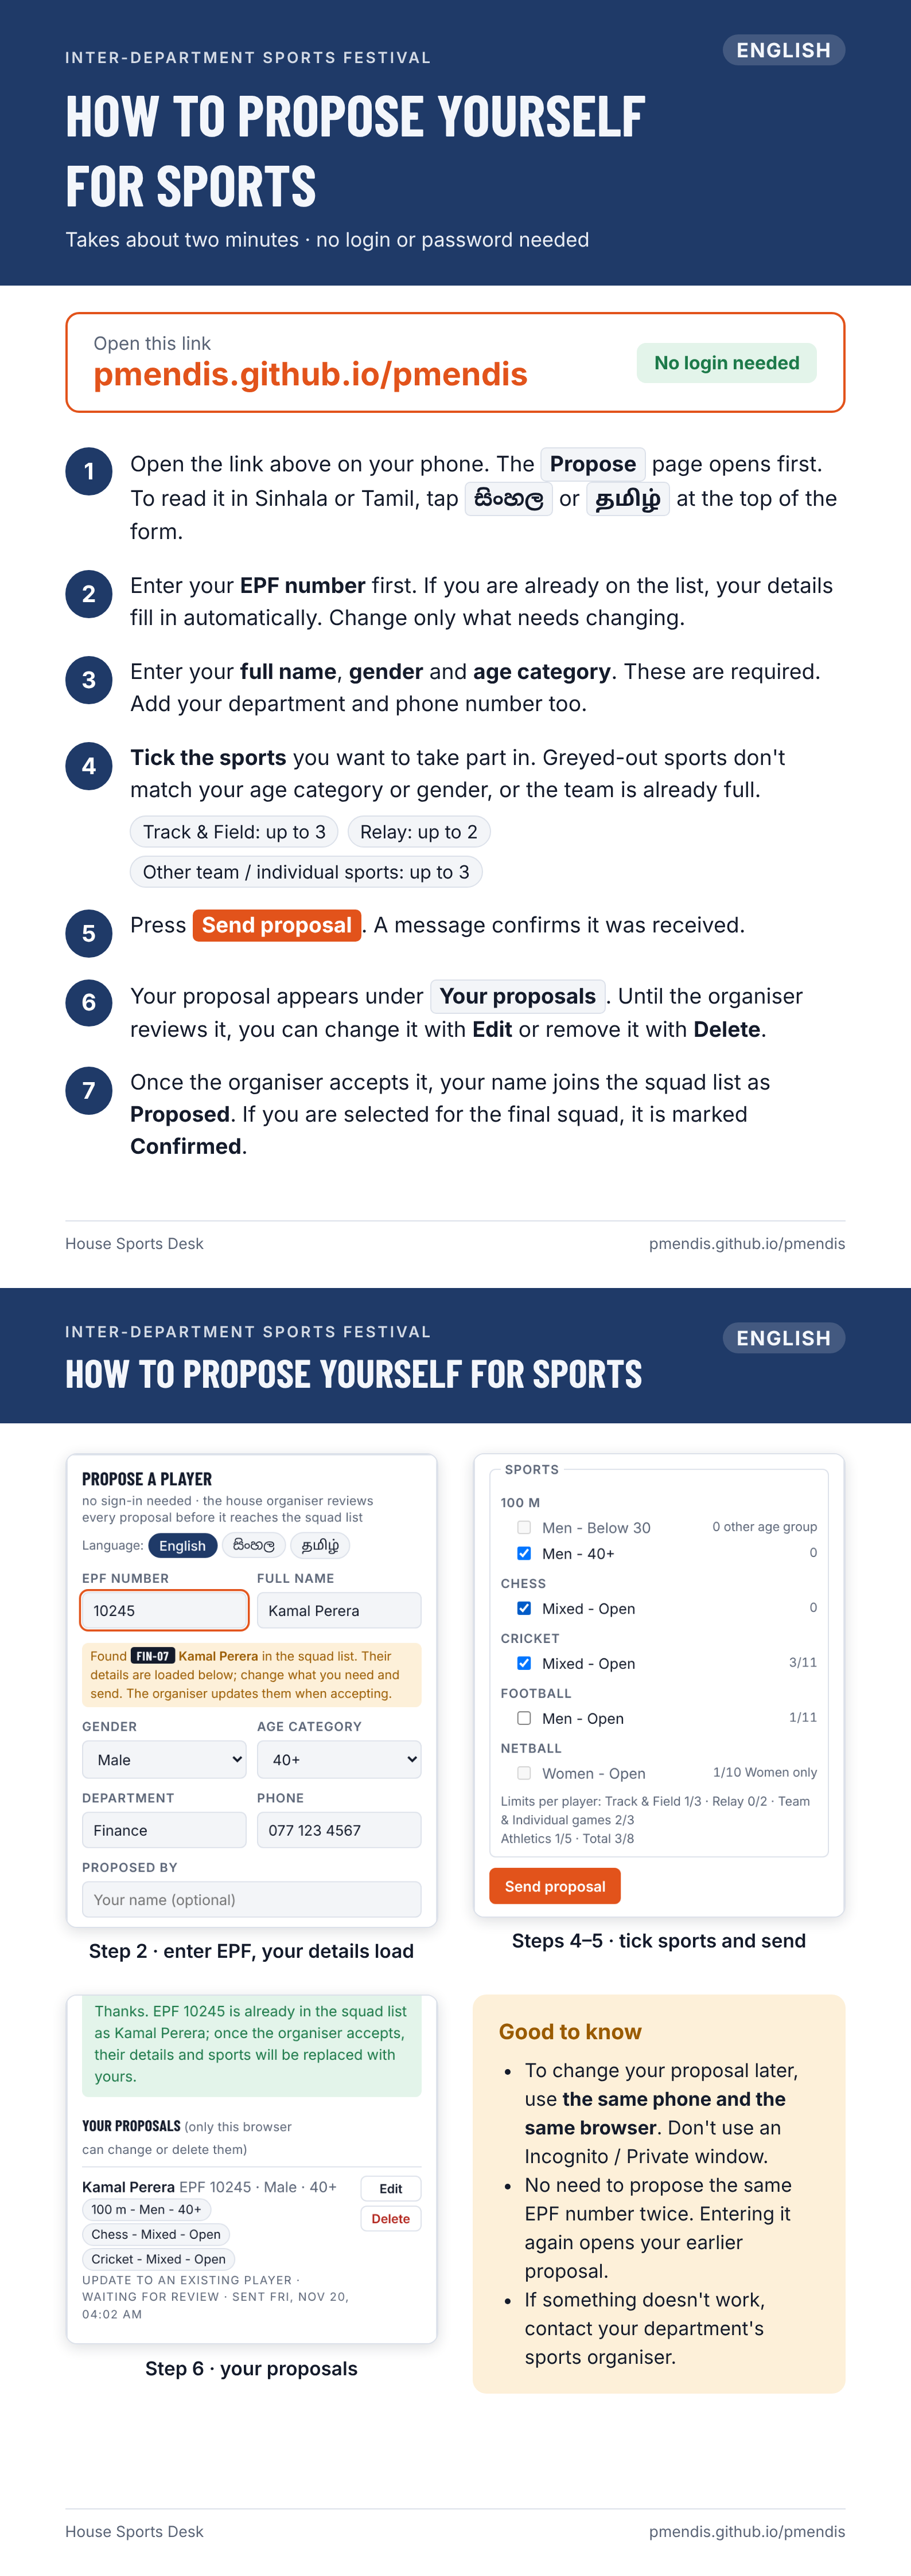 INTER-DEPARTMENT SPORTS FESTIVAL
ENGLISH
HOW TO PROPOSE YOURSELF
FOR SPORTS
Takes about two minutes · no login or password needed
Open this link
pmendis.github.io/pmendis
No login needed
1
Open the link above on your phone. The Propose page opens first.
To read it in Sinhala or Tamil, tap සිංහල or தமிழ் at the top of the
form.
2
Enter your EPF number first. If you are already on the list, your details
fill in automatically. Change only what needs changing.
3
Enter your full name, gender and age category. These are required.
Add your department and phone number too.
4
Tick the sports you want to take part in. Greyed-out sports don't
match your age category or gender, or the team is already full.
Track & Field: up to 3 Relay: up to 2
Other team / individual sports: up to 3
5
Press Send proposal. A message confirms it was received.
6
Your proposal appears under Your proposals. Until the organiser
reviews it, you can change it with Edit or remove it with Delete.
7
Once the organiser accepts it, your name joins the squad list as
Proposed. If you are selected for the final squad, it is marked
Confirmed.
House Sports Desk
pmendis.github.io/pmendis
INTER-DEPARTMENT SPORTS FESTIVAL
ENGLISH
HOW TO PROPOSE YOURSELF FOR SPORTS
PROPOSE A PLAYER
no sign-in needed · the house organiser reviews
every proposal before it reaches the squad list
Language: English සිංහල தமிழ்
EPF NUMBER FULL NAME
10245 Kamal Perera
Found FIN-07 Kamal Perera in the squad list. Their
details are loaded below; change what you need and
send. The organiser updates them when accepting.
GENDER AGE CATEGORY
Male 40+
DEPARTMENT PHONE
Finance 077 123 4567
PROPOSED BY
Your name (optional)
Step 2 · enter EPF, your details load
SPORTS
100 M
Men - Below 30 0 other age group
Men - 40+ 0
CHESS
Mixed - Open 0
CRICKET
Mixed - Open 3/11
FOOTBALL
Men - Open 1/11
NETBALL
Women - Open 1/10 Women only
Limits per player: Track & Field 1/3 · Relay 0/2 · Team
& Individual games 2/3
Athletics 1/5 · Total 3/8
Send proposal
Steps 4–5 · tick sports and send
Thanks. EPF 10245 is already in the squad list
as Kamal Perera; once the organiser accepts,
their details and sports will be replaced with
yours.
YOUR PROPOSALS (only this browser
can change or delete them)
Kamal Perera EPF 10245 · Male · 40+
Edit
100 m - Men - 40+
Delete
Chess - Mixed - Open
Cricket - Mixed - Open
UPDATE TO AN EXISTING PLAYER ·
WAITING FOR REVIEW · SENT FRI, NOV 20,
04:02 AM
Step 6 · your proposals
Good to know
• To change your proposal later,
use the same phone and the
same browser. Don't use an
Incognito / Private window.
• No need to propose the same
EPF number twice. Entering it
again opens your earlier
proposal.
• If something doesn't work,
contact your department's
sports organiser.
House Sports Desk
pmendis.github.io/pmendis